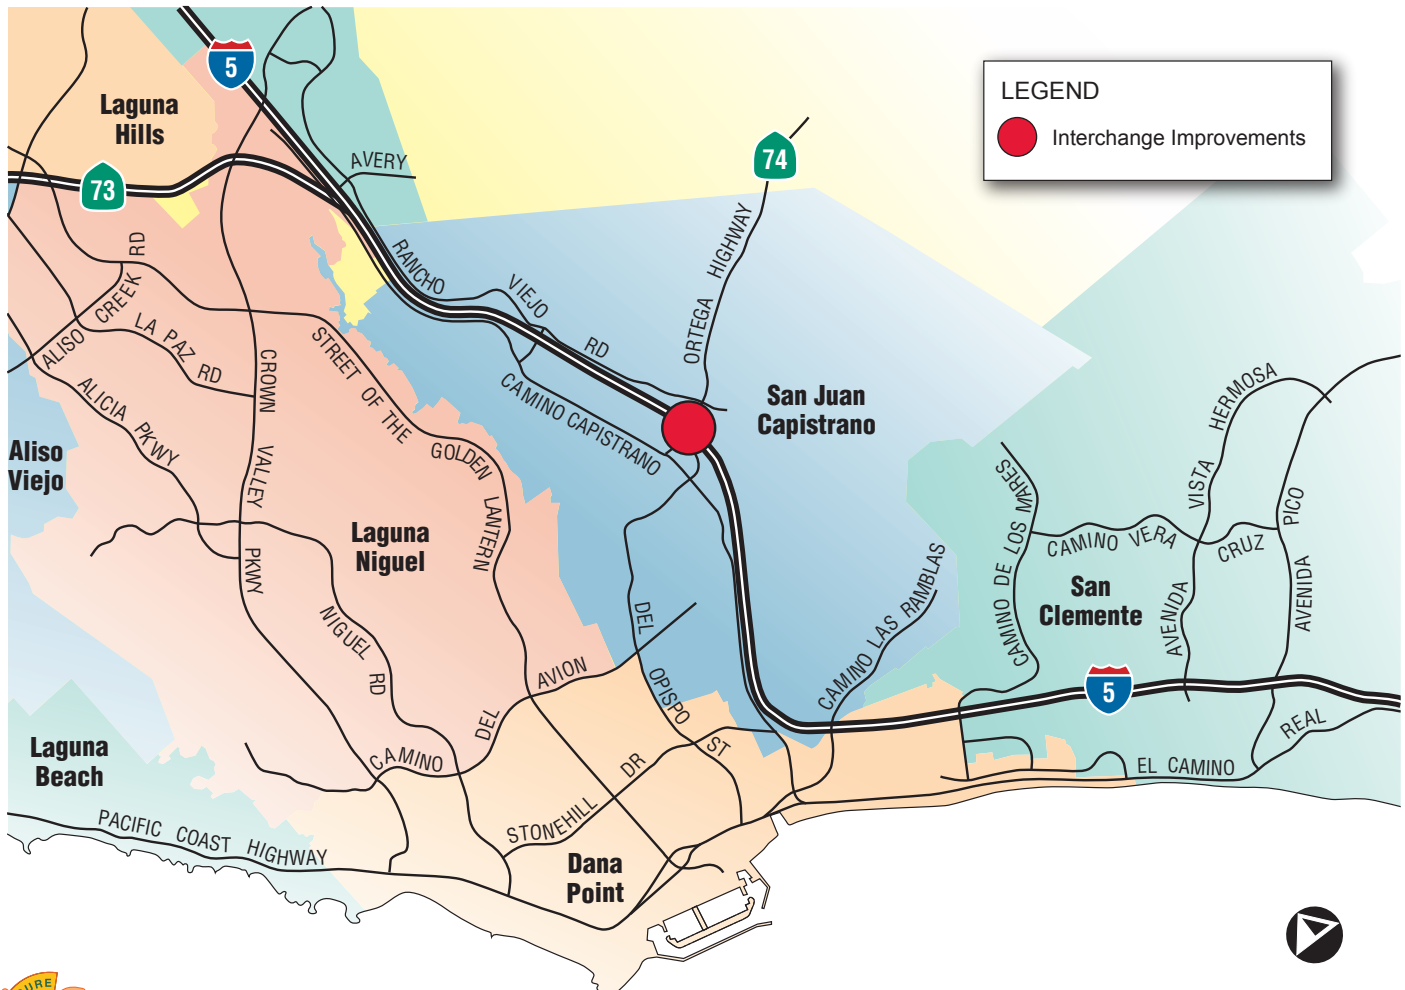 5
LEGEND
Interchange Improvements
Laguna
Hills
AVERY
74
73
RANCHO VIEJO RD
ORTEGA HIGHWAY
ALISO CREEK RD
LA PAZ RD
ALICIA PKWY
CROWN VALLEY PKWY
STREET OF THE GOLDEN LANTERN
CAMINO CAPISTRANO
San Juan
Capistrano
Aliso
Viejo
Laguna
Niguel
NIGUEL RD
CAMINO DEL AVION
DEL OPISPO ST
CAMINO LAS RAMBLAS
CAMINO DE LOS MARES
CAMINO VERA CRUZ
AVENIDA VISTA HERMOSA
AVENIDA PICO
San
Clemente
5
EL CAMINO REAL
Laguna
Beach
PACIFIC COAST HIGHWAY
STONEHILL DR
Dana
Point